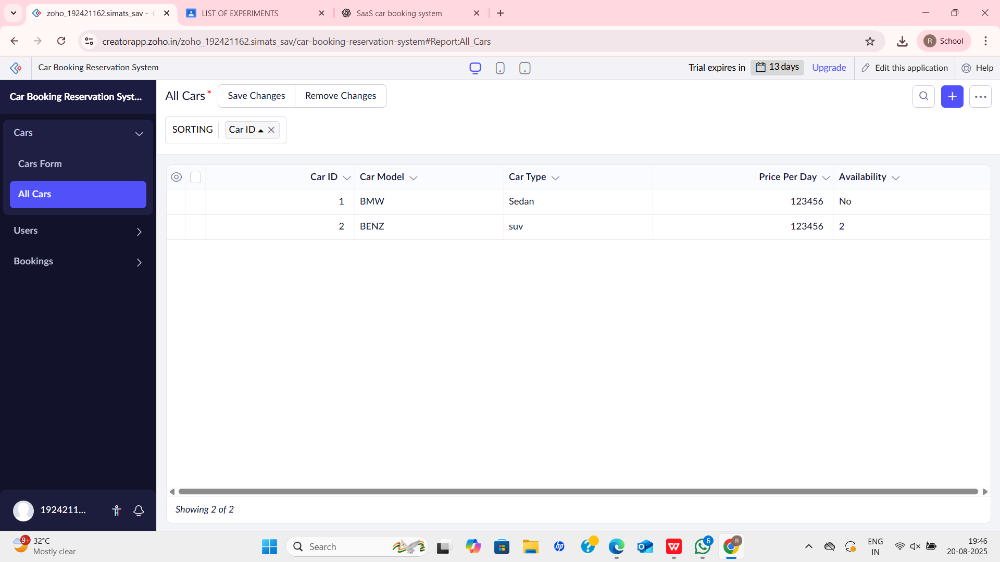 zoho_192421162.simats_sav -
LIST OF EXPERIMENTS
SaaS car booking system
creatorapp.zoho.in/zoho_192421162.simats_sav/car-booking-reservation-system#Report:All_Cars
R School
Car Booking Reservation System
Trial expires in 13 days Upgrade Edit this application Help
Car Booking Reservation Syst...
All Cars * Save Changes Remove Changes
SORTING Car ID
Cars
Cars Form
All Cars
Users
Bookings
Car ID Car Model Car Type Price Per Day Availability
1 BMW Sedan 123456 No
2 BENZ suv 123456 2
Showing 2 of 2
1924211...
9+ 32°C
Mostly clear
Search
hp
6
R
ENG
IN
19:46
20-08-2025